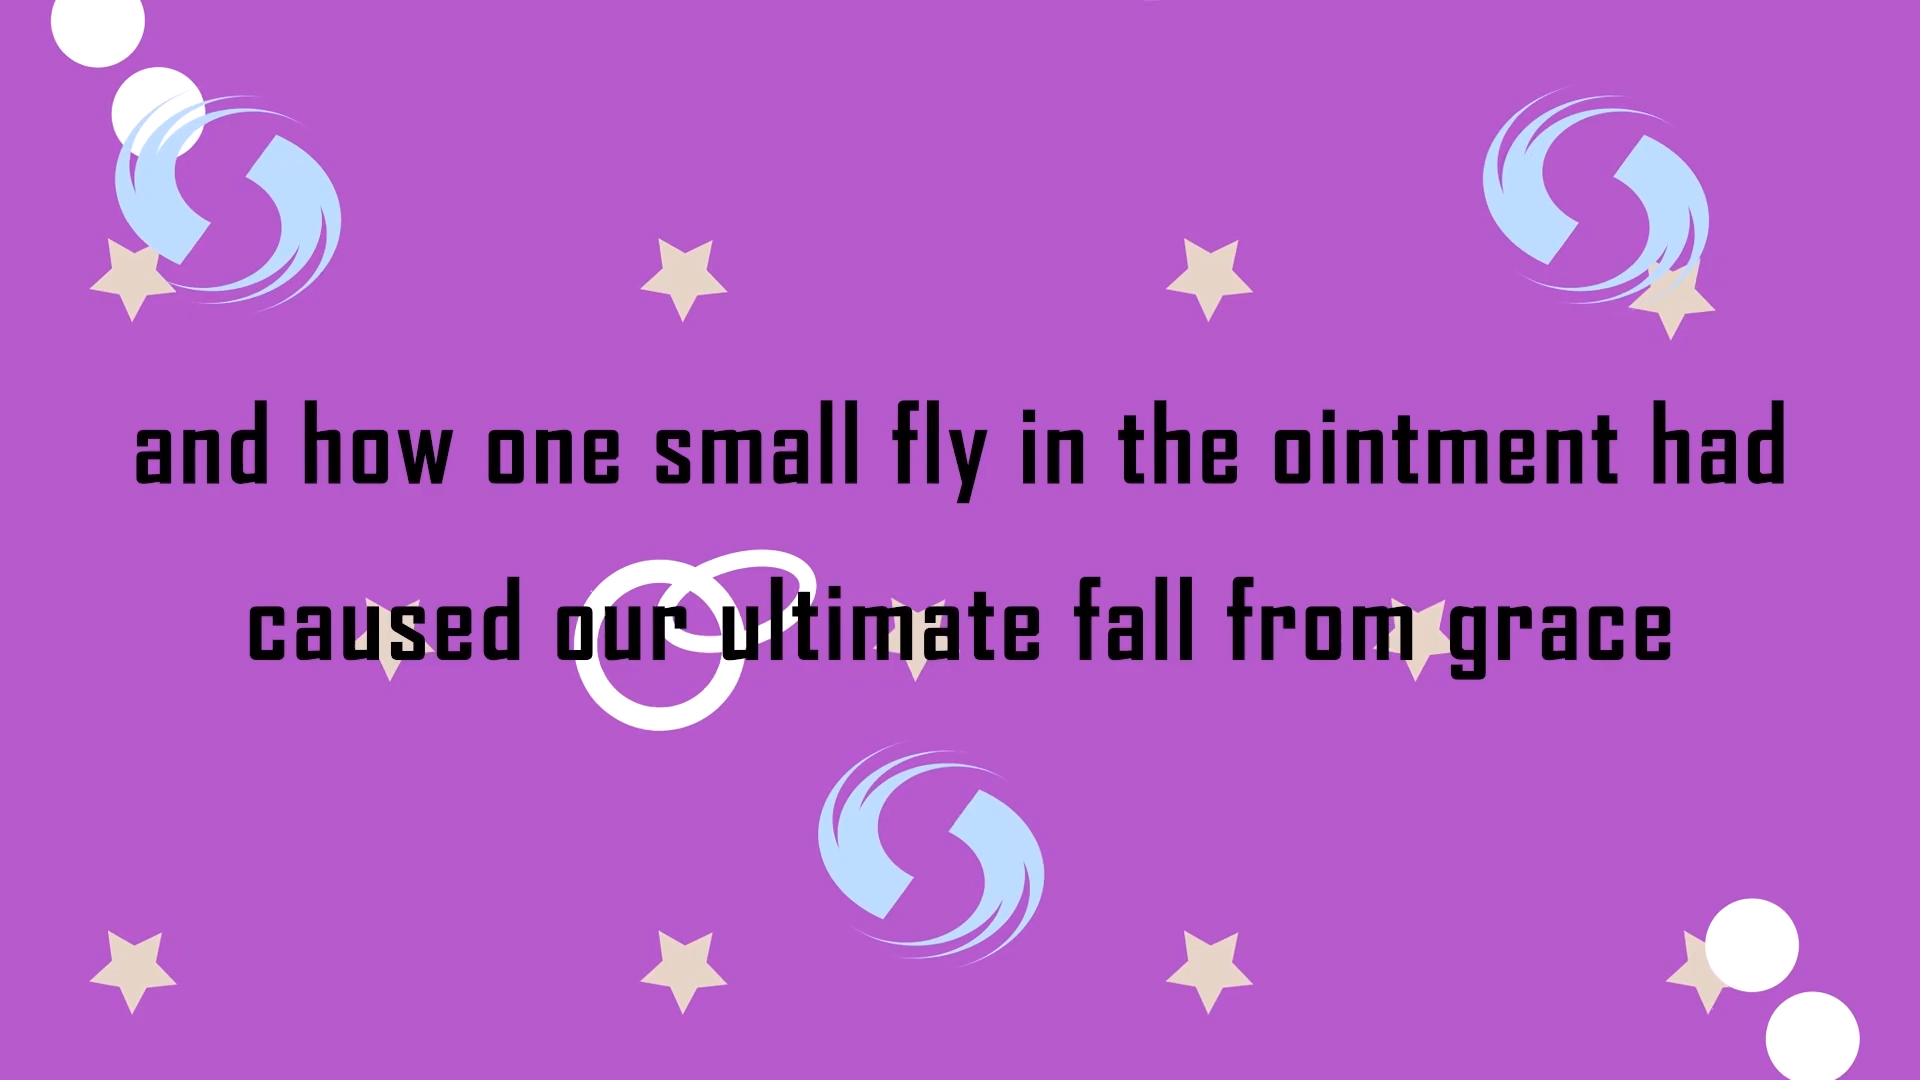 and how one small fly in the ointment had
caused our ultimate fall from grace